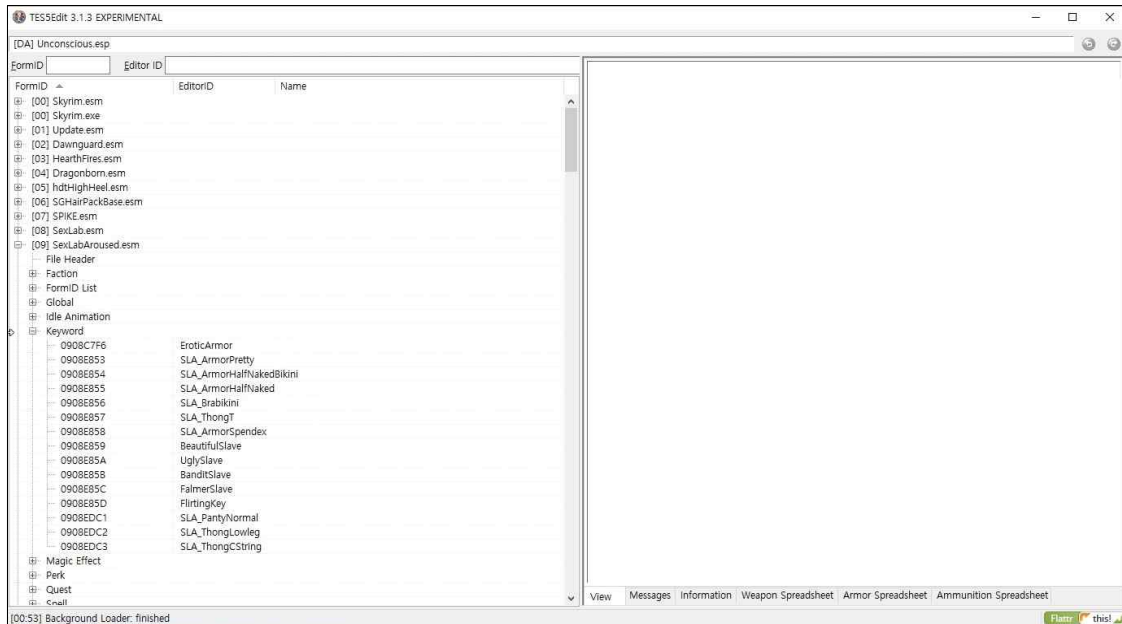 TES5Edit 3.1.3 EXPERIMENTAL
[DA] Unconscious.esp
FormID Editor ID
FormID EditorID Name
[00] Skyrim.esm
[00] Skyrim.exe
[01] Update.esm
[02] Dawnguard.esm
[03] HearthFires.esm
[04] Dragonborn.esm
[05] hdtHighHeel.esm
[06] SGHairPackBase.esm
[07] SPIKE.esm
[08] SexLab.esm
[09] SexLabAroused.esm
File Header
Faction
FormID List
Global
Idle Animation
Keyword
0908C7F6 EroticArmor
0908E853 SLA_ArmorPretty
0908E854 SLA_ArmorHalfNakedBikini
0908E855 SLA_ArmorHalfNaked
0908E856 SLA_Brabikini
0908E857 SLA_ThongT
0908E858 SLA_ArmorSpendex
0908E859 BeautifulSlave
0908E85A UglySlave
0908E85B BanditSlave
0908E85C FalmerSlave
0908E85D FlirtingKey
0908EDC1 SLA_PantyNormal
0908EDC2 SLA_ThongLowleg
0908EDC3 SLA_ThongCString
Magic Effect
Perk
Quest
Spell
View Messages Information Weapon Spreadsheet Armor Spreadsheet Ammunition Spreadsheet
[00:53] Background Loader: finished
Flattr this!